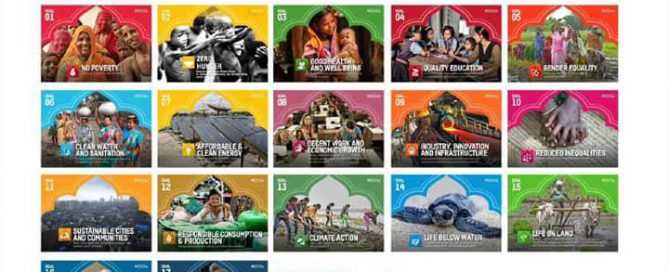 GOAL
01
NO POVERTY
GOAL
02
ZERO
HUNGER
GOAL
03
GOOD HEALTH
AND WELL BEING
GOAL
04
QUALITY EDUCATION
GOAL
05
GENDER EQUALITY
GOAL
06
CLEAN WATER
AND SANITATION
GOAL
07
AFFORDABLE &
CLEAN ENERGY
GOAL
08
DECENT WORK AND
ECONOMIC GROWTH
GOAL
09
INDUSTRY, INNOVATION
AND INFRASTRUCTURE
GOAL
10
REDUCED INEQUALITIES
GOAL
11
SUSTAINABLE CITIES
AND COMMUNITIES
GOAL
12
RESPONSIBLE CONSUMPTION
& PRODUCTION
GOAL
13
CLIMATE ACTION
GOAL
14
LIFE BELOW WATER
GOAL
15
LIFE ON LAND